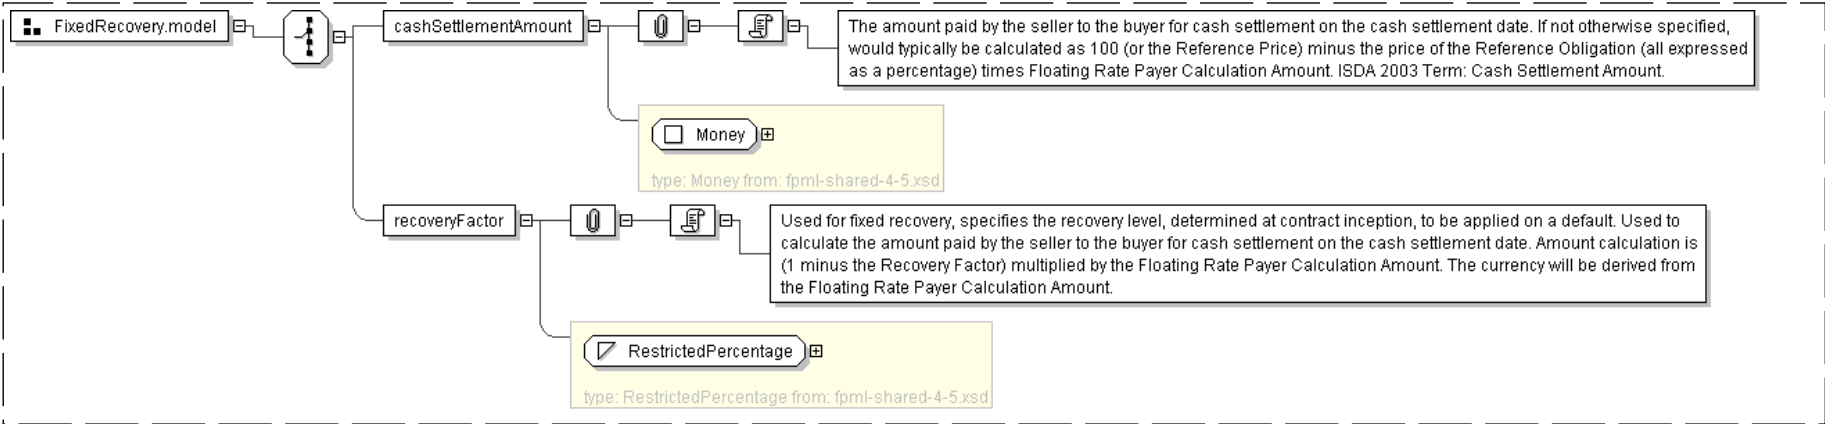 FixedRecovery.model
cashSettlementAmount
The amount paid by the seller to the buyer for cash settlement on the cash settlement date. If not otherwise specified,
would typically be calculated as 100 (or the Reference Price) minus the price of the Reference Obligation (all expressed
as a percentage) times Floating Rate Payer Calculation Amount. ISDA 2003 Term: Cash Settlement Amount.
Money
type: Money from: fpml-shared-4-5.xsd
recoveryFactor
Used for fixed recovery, specifies the recovery level, determined at contract inception, to be applied on a default. Used to
calculate the amount paid by the seller to the buyer for cash settlement on the cash settlement date. Amount calculation is
(1 minus the Recovery Factor) multiplied by the Floating Rate Payer Calculation Amount. The currency will be derived from
the Floating Rate Payer Calculation Amount.
RestrictedPercentage
type: RestrictedPercentage from: fpml-shared-4-5.xsd